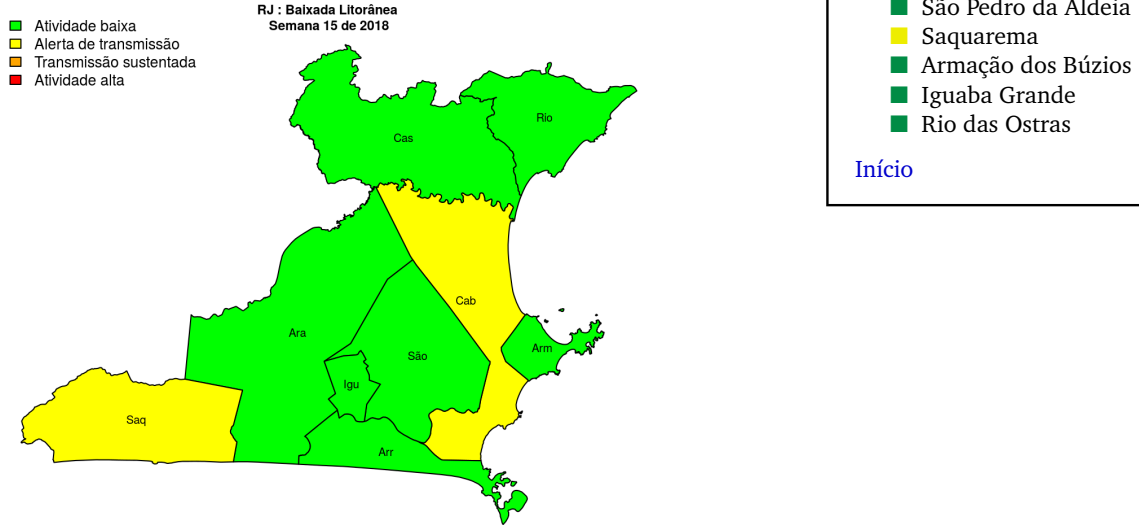 RJ : Baixada Litorânea
Semana 15 de 2018
Atividade baixa
Alerta de transmissão
Transmissão sustentada
Atividade alta
Cas
Rio
Cab
Ara
São
Arm
Igu
Saq
Arr
São Pedro da Aldeia
Saquarema
Armação dos Búzios
Iguaba Grande
Rio das Ostras
Início